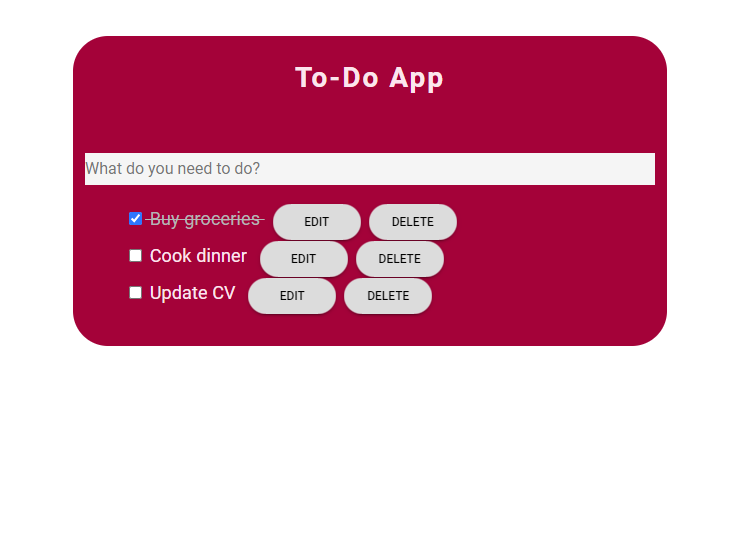 To-Do App
What do you need to do?
Buy groceries EDIT DELETE
Cook dinner EDIT DELETE
Update CV EDIT DELETE